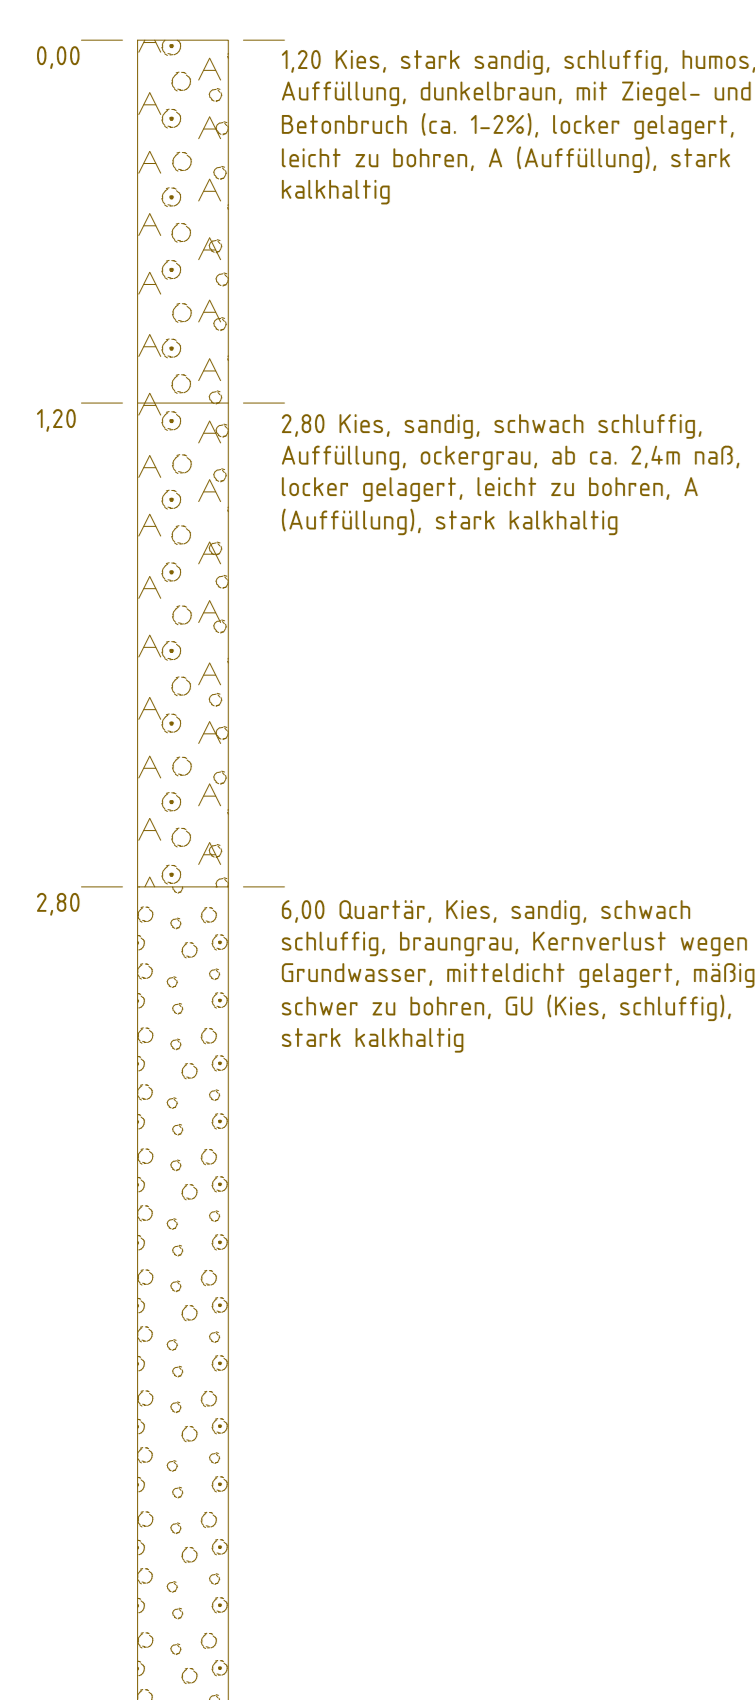 0,00
1,20 Kies, stark sandig, schluffig, humos,
Auffüllung, dunkelbraun, mit Ziegel- und
Betonbruch (ca. 1-2%), locker gelagert,
leicht zu bohren, A (Auffüllung), stark
kalkhaltig
1,20
2,80 Kies, sandig, schwach schluffig,
Auffüllung, ockergrau, ab ca. 2,4m naß,
locker gelagert, leicht zu bohren, A
(Auffüllung), stark kalkhaltig
2,80
6,00 Quartär, Kies, sandig, schwach
schluffig, braungrau, Kernverlust wegen
Grundwasser, mitteldicht gelagert, mäßig
schwer zu bohren, GU (Kies, schluffig),
stark kalkhaltig